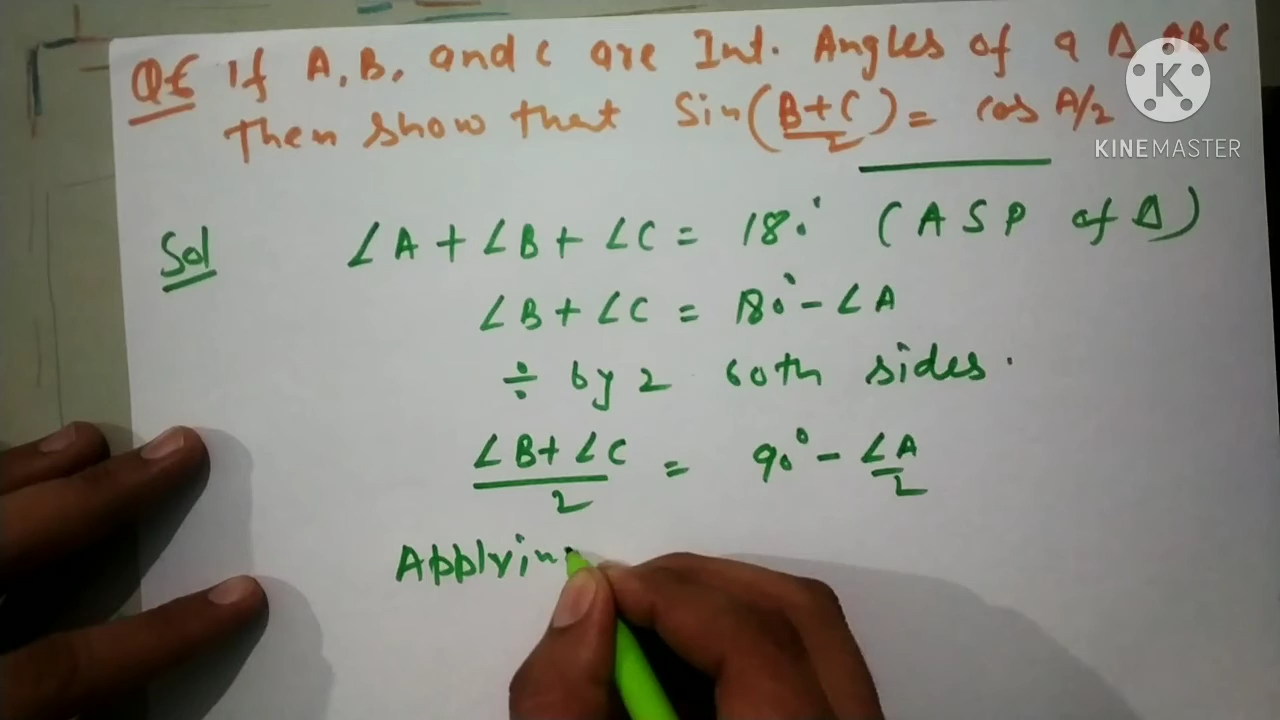 Q6 If A, B, and C are Int. Angles of a Δ ABC
Then show that Sin(B+C/2) = cos A/2
K
KINEMASTER
Sol ∠A + ∠B + ∠C = 180° (ASP of Δ)
∠B + ∠C = 180° - ∠A
÷ by 2 both sides.
∠B + ∠C/2 = 90° - ∠A/2
Applyin